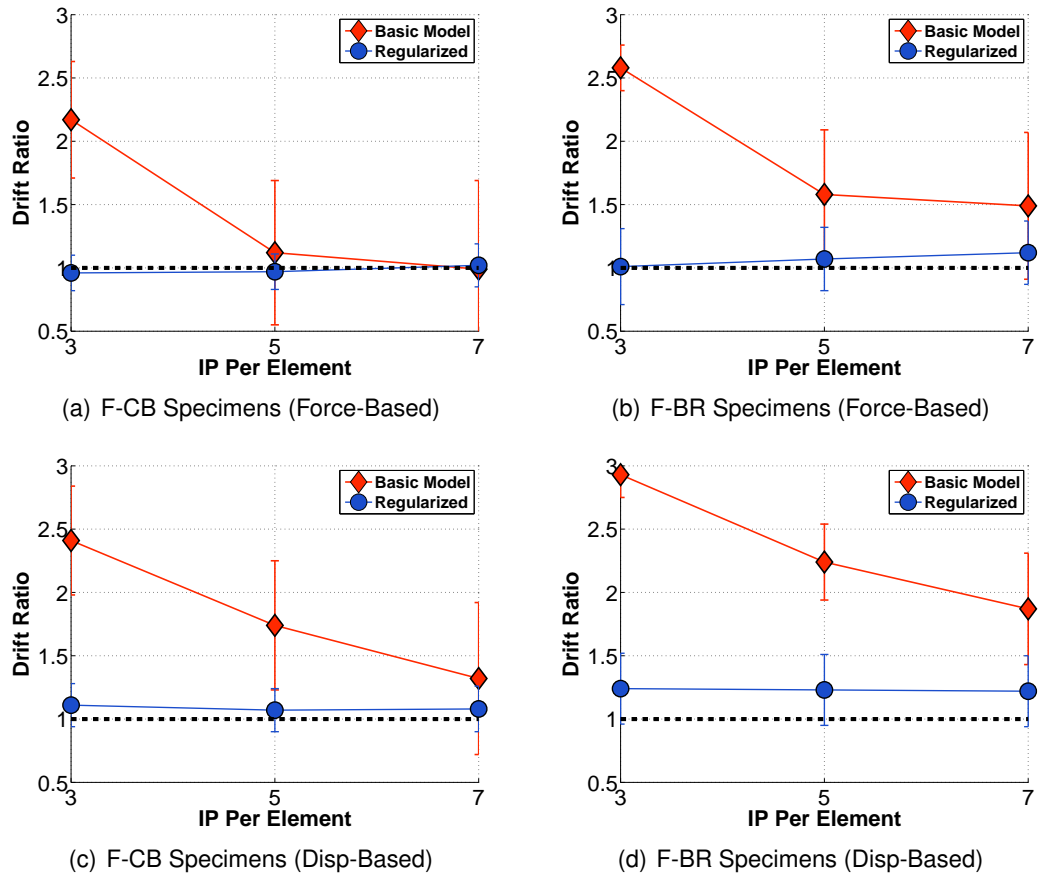 3
2.5
2
1.5
1
0.5
Drift Ratio
Basic Model
Regularized
3
5
7
IP Per Element
(a) F-CB Specimens (Force-Based)
3
2.5
2
1.5
1
0.5
Drift Ratio
Basic Model
Regularized
3
5
7
IP Per Element
(b) F-BR Specimens (Force-Based)
3
2.5
2
1.5
1
0.5
Drift Ratio
Basic Model
Regularized
3
5
7
IP Per Element
(c) F-CB Specimens (Disp-Based)
3
2.5
2
1.5
1
0.5
Drift Ratio
Basic Model
Regularized
3
5
7
IP Per Element
(d) F-BR Specimens (Disp-Based)